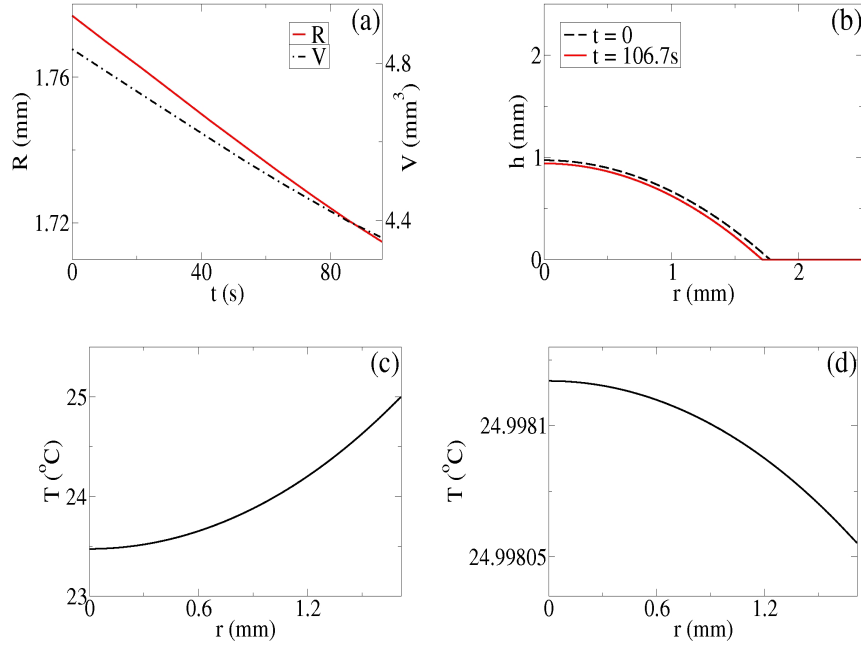 (a)
R
V
1.76
1.72
R (mm)
4.8
4.4
V (mm³)
0
40
80
t (s)
(b)
t = 0
t = 106.7s
2
1
0
h (mm)
0
1
2
r (mm)
(c)
25
24
23
T (°C)
0
0.6
1.2
r (mm)
(d)
24.9981
24.99805
T (°C)
0
0.6
1.2
r (mm)